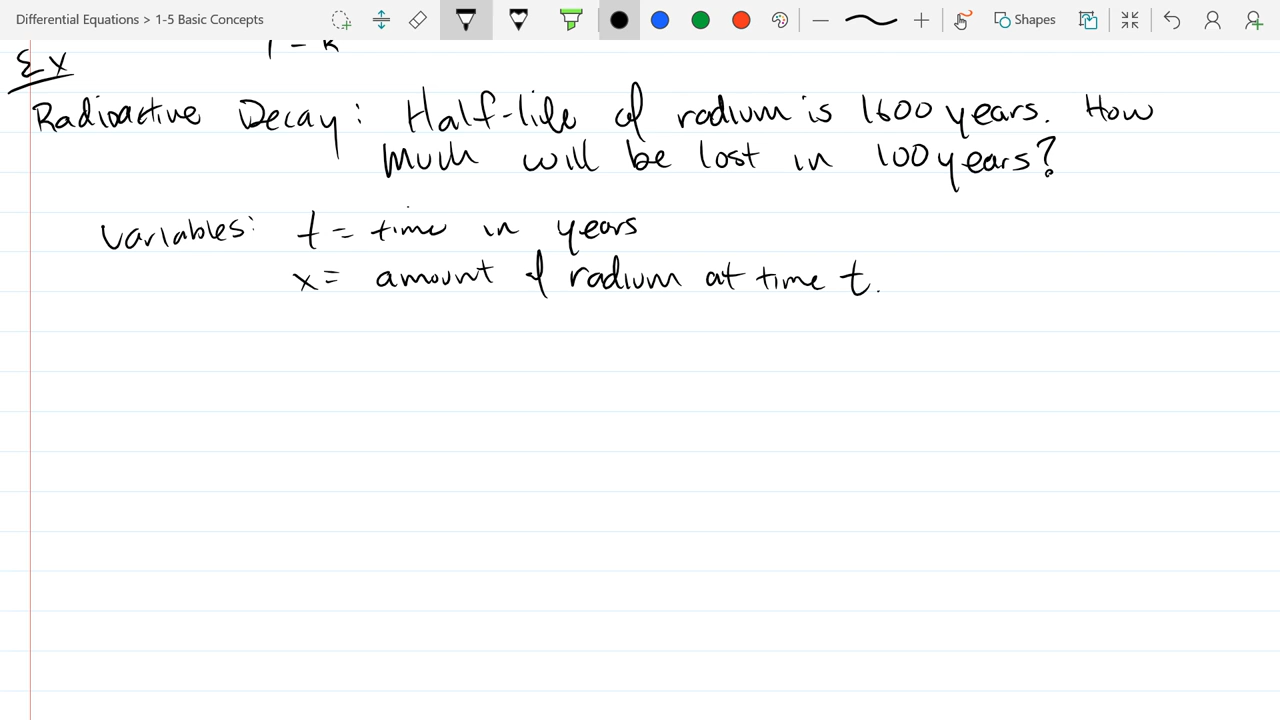 Differential Equations > 1-5 Basic Concepts
Shapes
Ex
Radioactive Decay: Half-life of radium is 1600 years. How
much will be lost in 100 years?
Variables: t = time in years
x = amount of radium at time t.